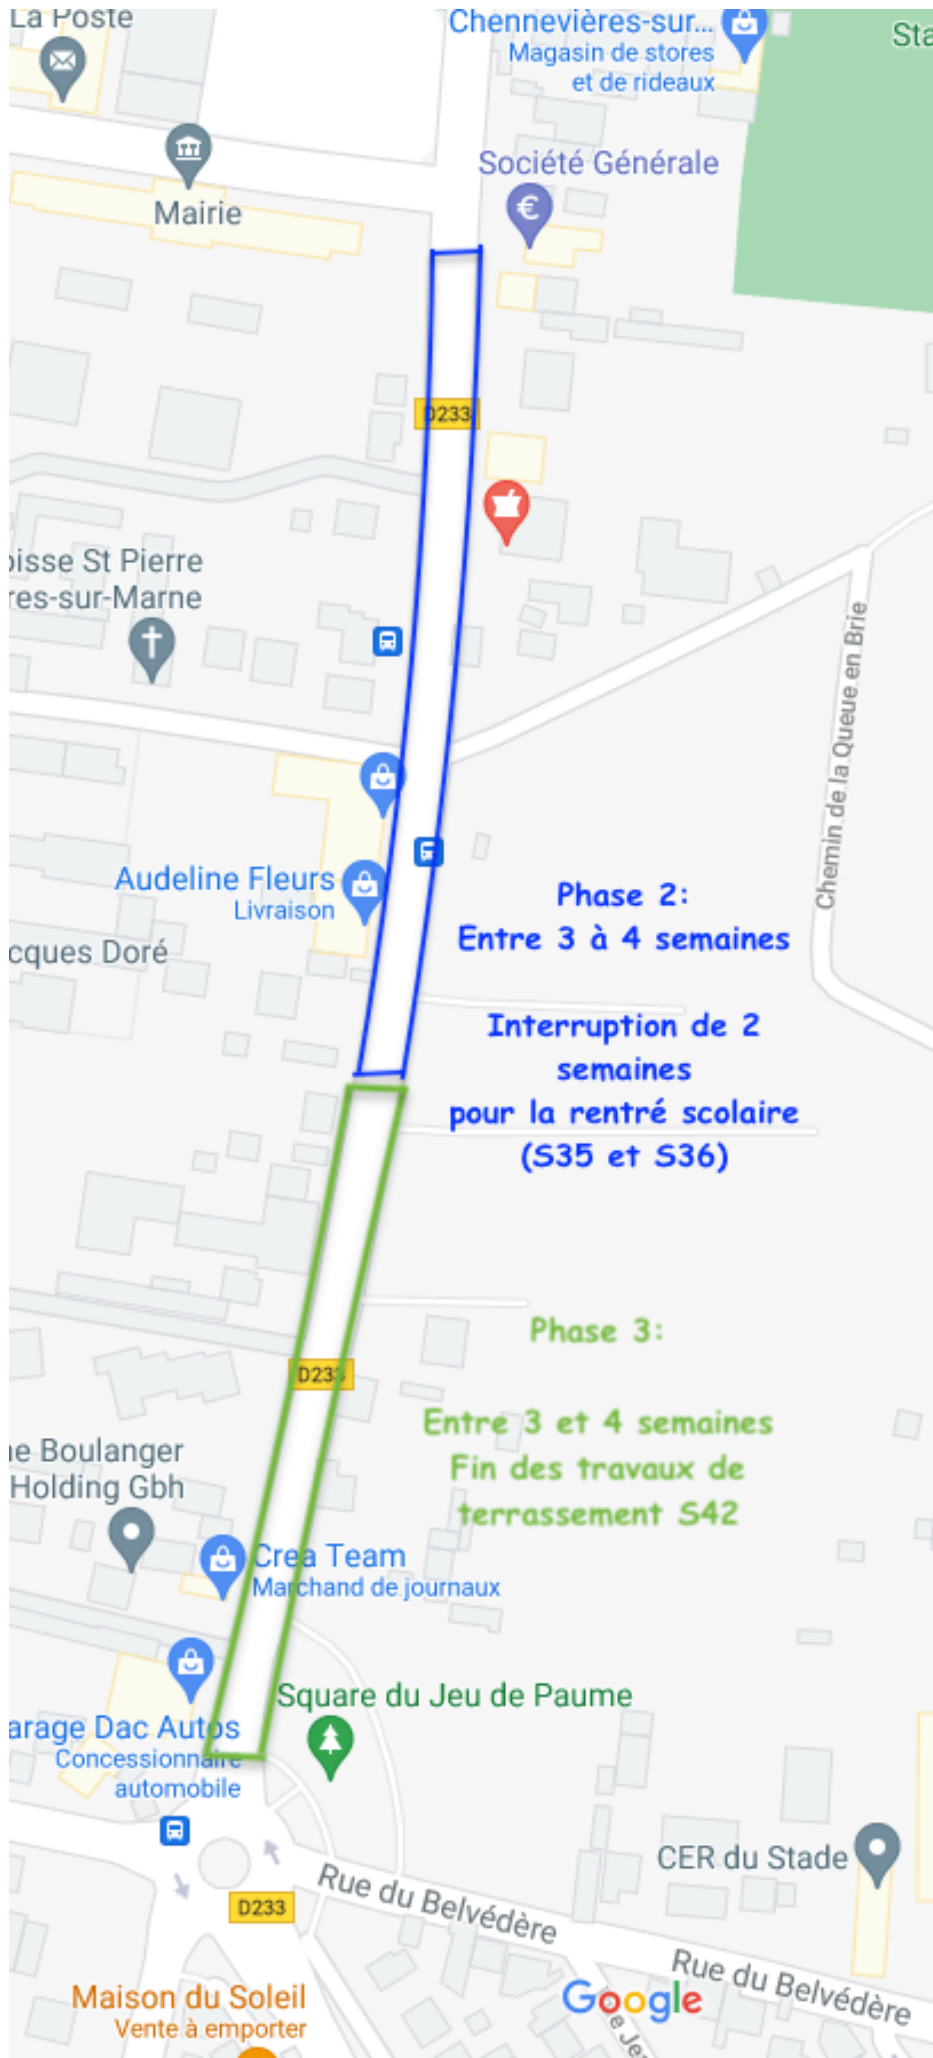 La Poste
Chennevières-sur...
Magasin de stores
et de rideaux
Sta
Mairie
Société Générale
D233
oisse St Pierre
res-sur-Marne
Chemin de la Queue en Brie
Audeline Fleurs
Livraison
cques Doré
Phase 2:
Entre 3 à 4 semaines
Interruption de 2
semaines
pour la rentré scolaire
(S35 et S36)
D233
Phase 3:
Entre 3 et 4 semaines
Fin des travaux de
terrassement S42
ne Boulanger
Holding Gbh
Crea Team
Marchand de journaux
Square du Jeu de Paume
arage Dac Autos
Concessionnaire
automobile
CER du Stade
Rue du Belvédère
D233
Rue du Belvédère
Maison du Soleil
Vente à emporter
Google